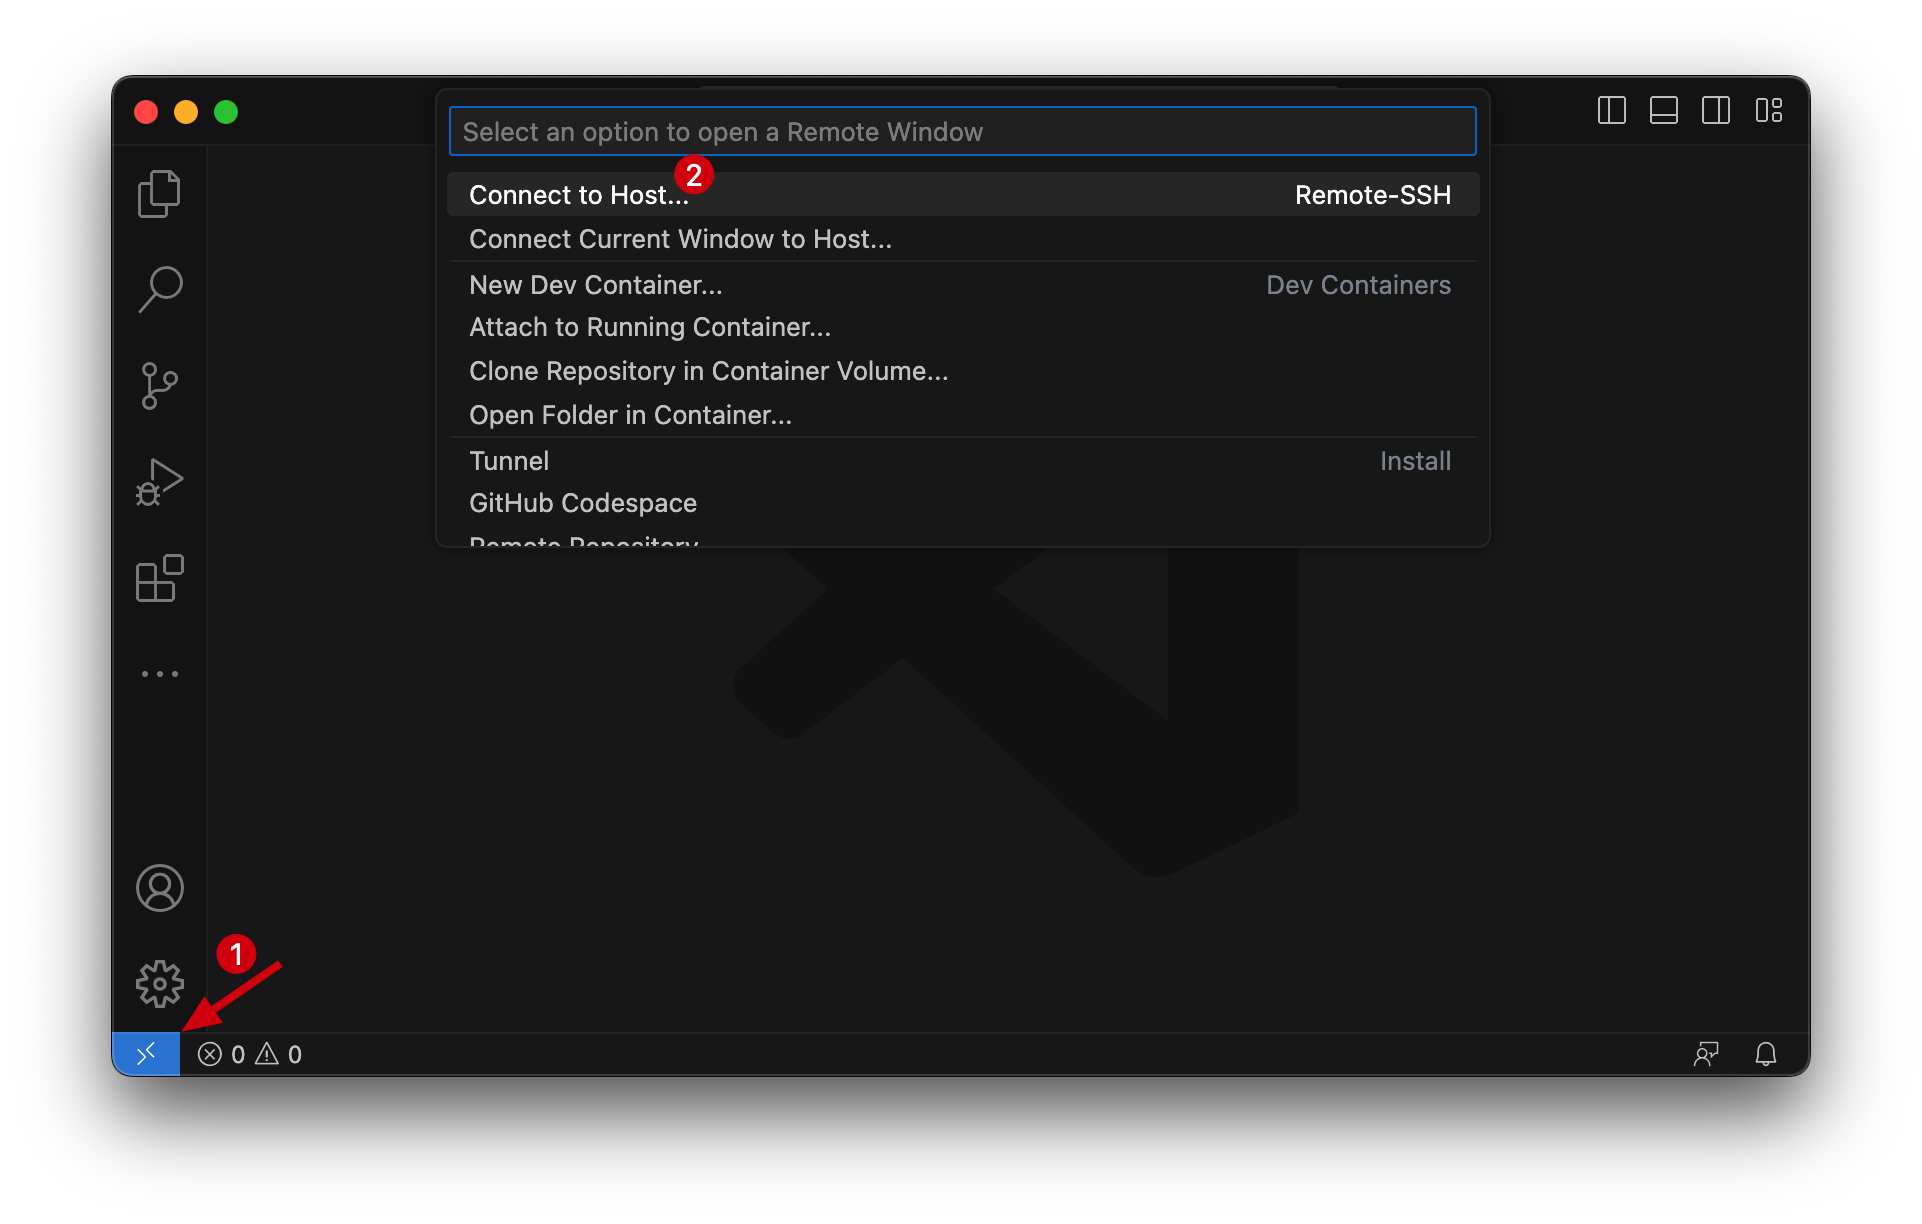 Select an option to open a Remote Window
2
Connect to Host... Remote-SSH
Connect Current Window to Host...
New Dev Container... Dev Containers
Attach to Running Container...
Clone Repository in Container Volume...
Open Folder in Container...
Tunnel Install
GitHub Codespace
Remote Repository
1
0 0